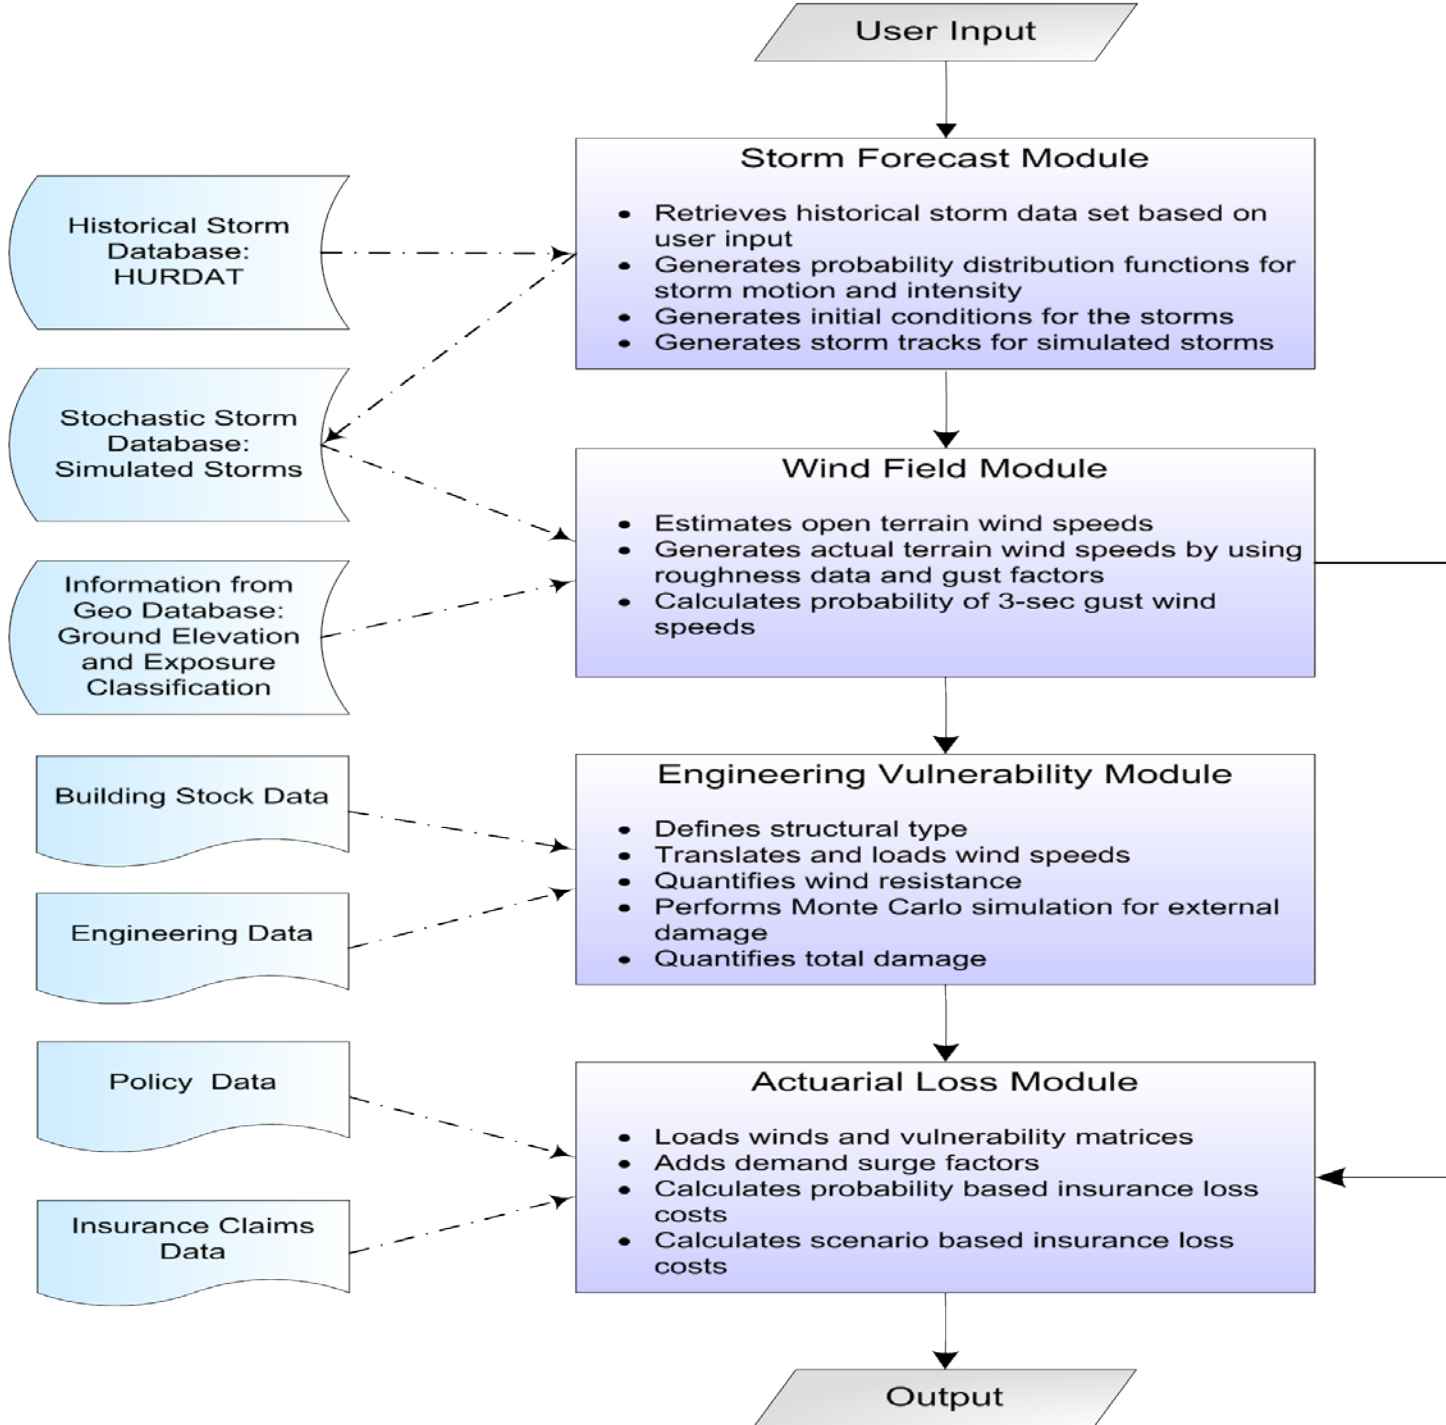 User Input
Storm Forecast Module
• Retrieves historical storm data set based on
user input
• Generates probability distribution functions for
storm motion and intensity
• Generates initial conditions for the storms
• Generates storm tracks for simulated storms
Historical Storm
Database:
HURDAT
Stochastic Storm
Database:
Simulated Storms
Wind Field Module
• Estimates open terrain wind speeds
• Generates actual terrain wind speeds by using
roughness data and gust factors
• Calculates probability of 3-sec gust wind
speeds
Information from
Geo Database:
Ground Elevation
and Exposure
Classification
Engineering Vulnerability Module
• Defines structural type
• Translates and loads wind speeds
• Quantifies wind resistance
• Performs Monte Carlo simulation for external
damage
• Quantifies total damage
Building Stock Data
Engineering Data
Actuarial Loss Module
• Loads winds and vulnerability matrices
• Adds demand surge factors
• Calculates probability based insurance loss
costs
• Calculates scenario based insurance loss
costs
Policy Data
Insurance Claims
Data
Output